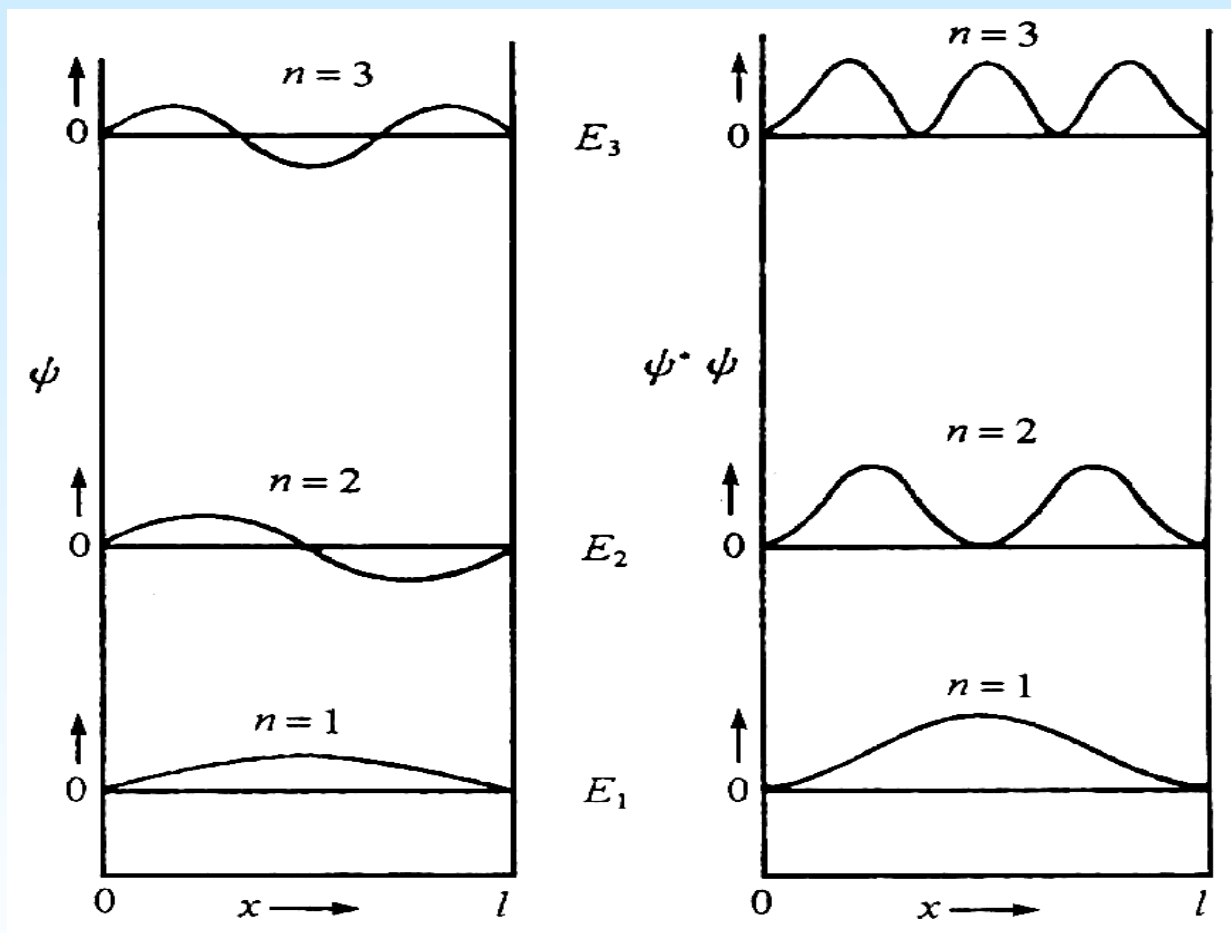 n = 3
0
E₃
ψ
n = 2
0
E₂
n = 1
0
E₁
0 x l
n = 3
0
ψ* ψ
n = 2
0
n = 1
0
0 x l